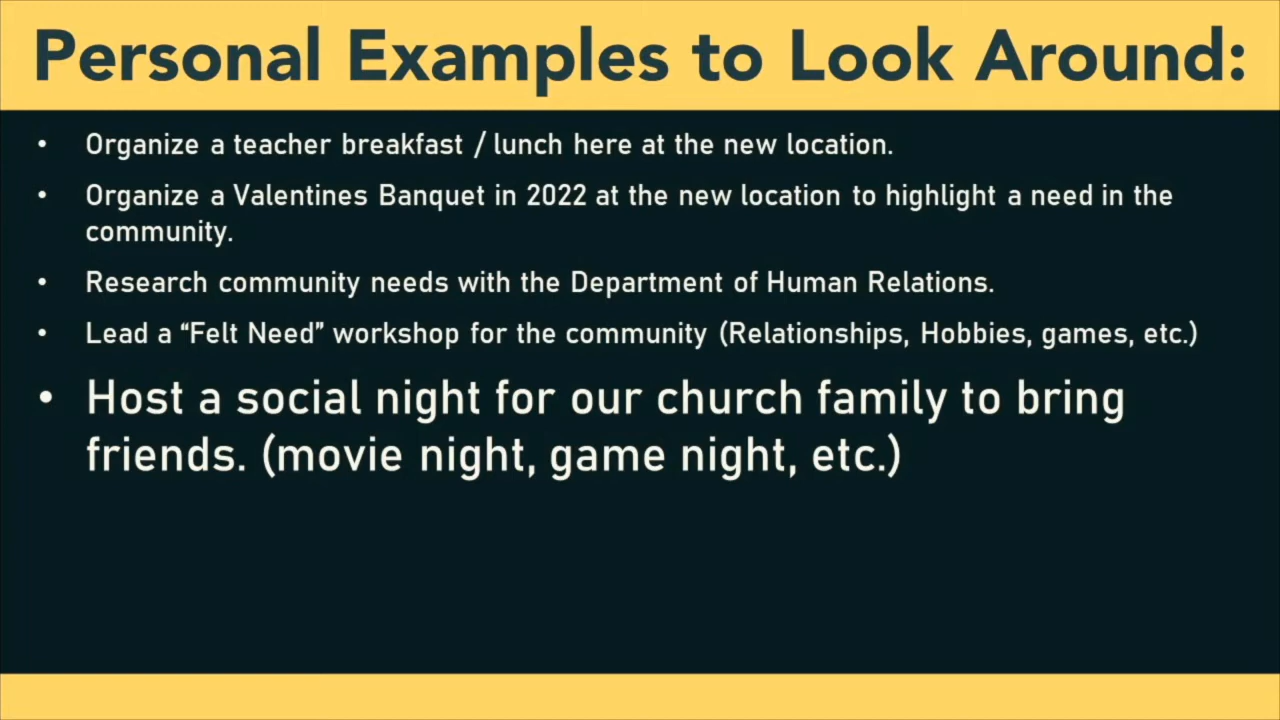 Personal Examples to Look Around:
• Organize a teacher breakfast / lunch here at the new location.
• Organize a Valentines Banquet in 2022 at the new location to highlight a need in the
community.
• Research community needs with the Department of Human Relations.
• Lead a “Felt Need” workshop for the community (Relationships, Hobbies, games, etc.)
• Host a social night for our church family to bring
friends. (movie night, game night, etc.)